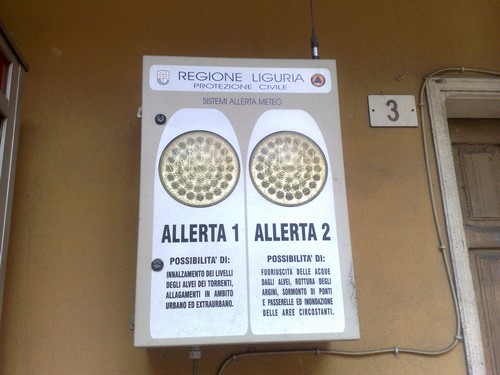 REGIONE LIGURIA
PROTEZIONE CIVILE
SISTEMI ALLERTA METEO
3
ALLERTA 1
POSSIBILITA' DI:
INNALZAMENTO DEI LIVELLI
DEGLI ALVEI DEI TORRENTI,
ALLAGAMENTI IN AMBITO
URBANO ED EXTRAURBANO.
ALLERTA 2
POSSIBILITA' DI:
FUORIUSCITA DELLE ACQUE
DAGLI ALVEI, ROTTURA DEGLI
ARGINI, SORMONTO DI PONTI
E PASSERELLE ED INONDAZIONE
DELLE AREE CIRCOSTANTI.